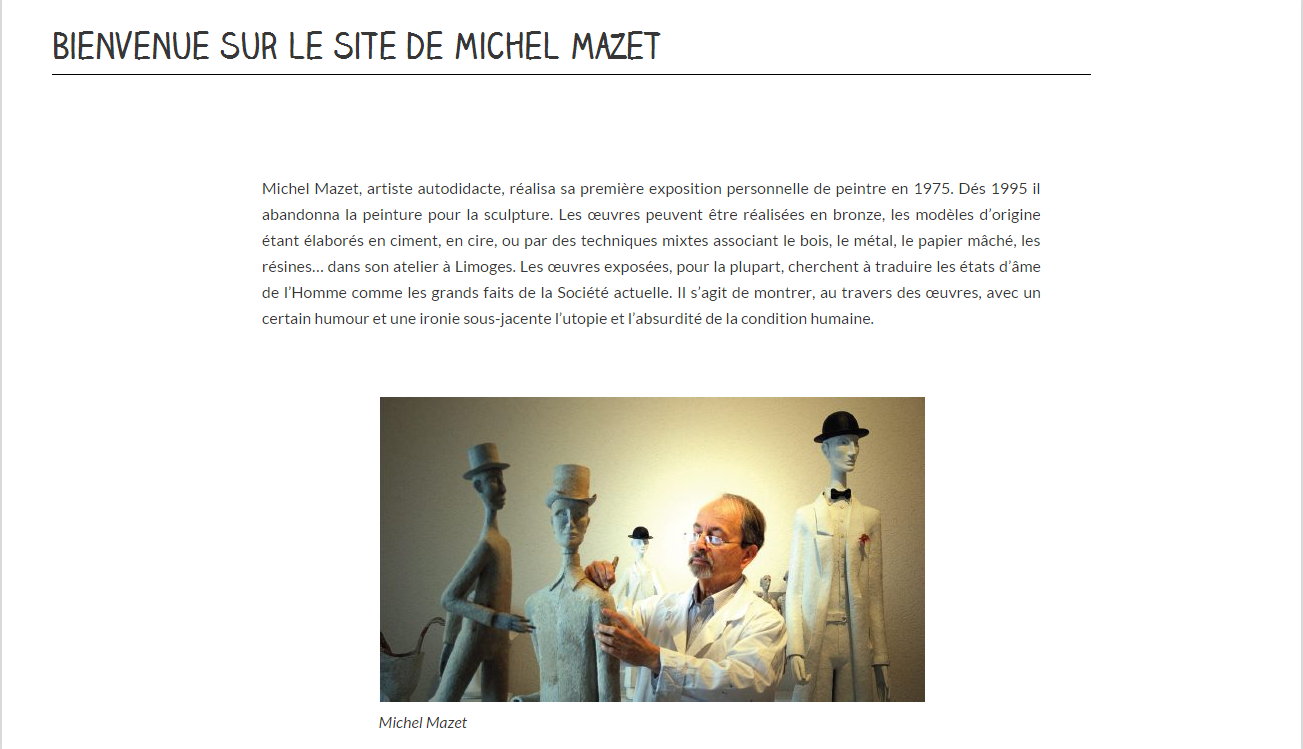 BIENVENUE SUR LE SITE DE MICHEL MAZET
Michel Mazet, artiste autodidacte, réalisa sa première exposition personnelle de peintre en 1975. Dés 1995 il
abandonna la peinture pour la sculpture. Les œuvres peuvent être réalisées en bronze, les modèles d’origine
étant élaborés en ciment, en cire, ou par des techniques mixtes associant le bois, le métal, le papier mâché, les
résines… dans son atelier à Limoges. Les œuvres exposées, pour la plupart, cherchent à traduire les états d’âme
de l’Homme comme les grands faits de la Société actuelle. Il s’agit de montrer, au travers des œuvres, avec un
certain humour et une ironie sous-jacente l’utopie et l’absurdité de la condition humaine.
Michel Mazet